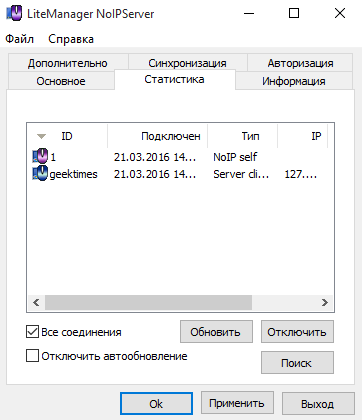 LiteManager NoIPServer
Файл Справка
Дополнительно Синхронизация Авторизация
Основное Статистика Информация
ID Подключен Тип IP
1 21.03.2016 14... NoIP self
geektimes 21.03.2016 14... Server cli... 127....
Все соединения Обновить Отключить
Отключить автообновление
Поиск
Ok Применить Выход